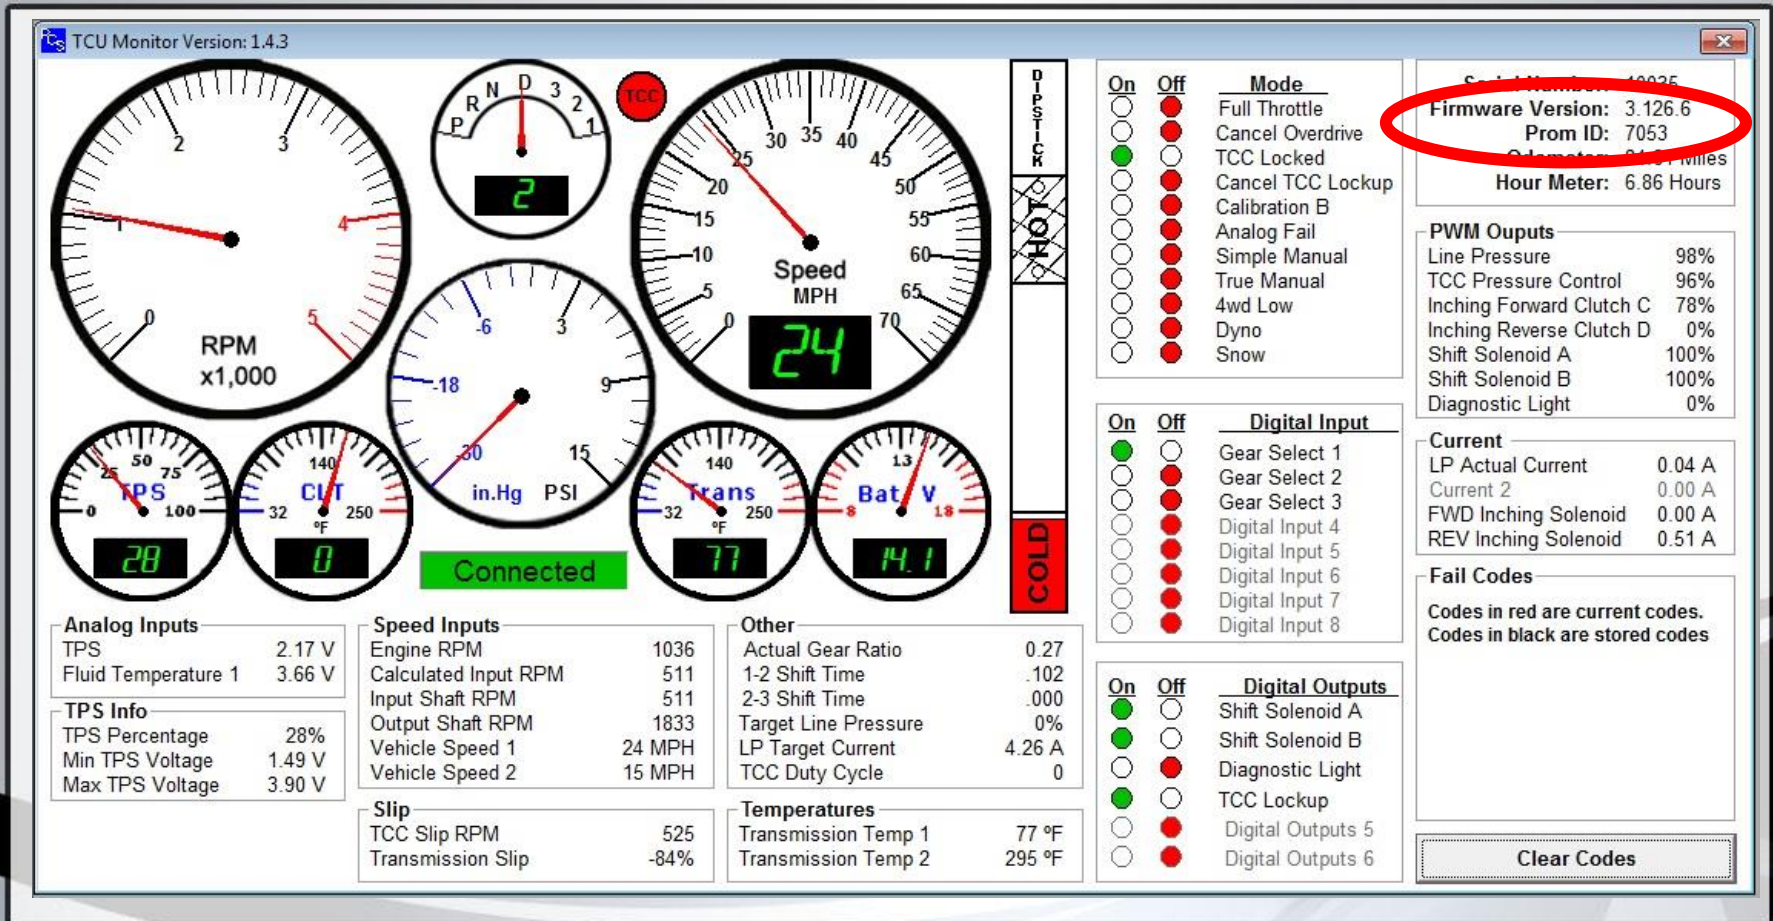 PCS TCU Monitor Version: 1.4.3
0 1 2 3 4 5
RPM
x1,000
P R N D 3 2 1
2
TCC
0 5 10 15 20 25 30 35 40 45 50 55 60 65 70
Speed
MPH
24
-30 -18 -6 3 9 15
in.Hg PSI
0 25 50 75 100
TPS
28
32 140 250
CLT
ºF
0
Connected
32 140 250
Trans
ºF
77
8 13 18
Bat V
14.1
DIPSTICK
HOT
COLD
Analog Inputs
TPS 2.17 V
Fluid Temperature 1 3.66 V
TPS Info
TPS Percentage 28%
Min TPS Voltage 1.49 V
Max TPS Voltage 3.90 V
Speed Inputs
Engine RPM 1036
Calculated Input RPM 511
Input Shaft RPM 511
Output Shaft RPM 1833
Vehicle Speed 1 24 MPH
Vehicle Speed 2 15 MPH
Slip
TCC Slip RPM 525
Transmission Slip -84%
Other
Actual Gear Ratio 0.27
1-2 Shift Time .102
2-3 Shift Time .000
Target Line Pressure 0%
LP Target Current 4.26 A
TCC Duty Cycle 0
Temperatures
Transmission Temp 1 77 ºF
Transmission Temp 2 295 ºF
On Off Mode
Full Throttle
Cancel Overdrive
TCC Locked
Cancel TCC Lockup
Calibration B
Analog Fail
Simple Manual
True Manual
4wd Low
Dyno
Snow
On Off Digital Input
Gear Select 1
Gear Select 2
Gear Select 3
Digital Input 4
Digital Input 5
Digital Input 6
Digital Input 7
Digital Input 8
On Off Digital Outputs
Shift Solenoid A
Shift Solenoid B
Diagnostic Light
TCC Lockup
Digital Outputs 5
Digital Outputs 6
Serial Number:
Firmware Version: 3.126.6
Prom ID: 7053
Odometer: Miles
Hour Meter: 6.86 Hours
PWM Ouputs
Line Pressure 98%
TCC Pressure Control 96%
Inching Forward Clutch C 78%
Inching Reverse Clutch D 0%
Shift Solenoid A 100%
Shift Solenoid B 100%
Diagnostic Light 0%
Current
LP Actual Current 0.04 A
Current 2 0.00 A
FWD Inching Solenoid 0.00 A
REV Inching Solenoid 0.51 A
Fail Codes
Codes in red are current codes.
Codes in black are stored codes
Clear Codes